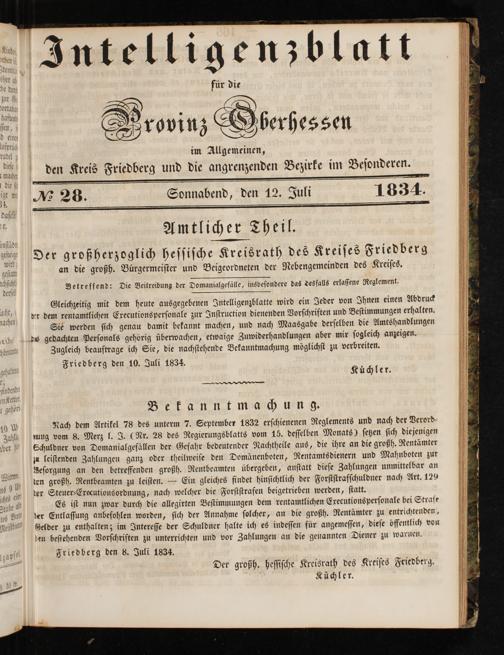 Intelligenzblatt
für die
Provinz Oberhessen
im Allgemeinen,
den Kreis Friedberg und die angrenzenden Bezirke im Besonderen.
№ 28. Sonnabend, den 12. Juli 1834.
Amtlicher Theil.
Der großherzoglich hessische Kreisrath des Kreises Friedberg
an die großh. Bürgermeister und Beigeordneten der Nebengemeinden des Kreises.
Betreffend: Die Beitreibung der Domanialgefälle, insbesondere das desfalls erlassene Reglement.
Gleichzeitig mit dem heute ausgegebenen Intelligenzblatte wird ein Jeder von Ihnen einen Abdruck
der dem rentamtlichen Executionspersonale zur Instruction dienenden Vorschriften und Bestimmungen erhalten.
Sie werden sich genau damit bekannt machen, und nach Maasgabe derselben die Amtshandlungen
des gedachten Personals gehörig überwachen, etwaige Zuwiderhandlungen aber mir sogleich anzeigen.
Zugleich beauftrage ich Sie, die nachstehende Bekanntmachung möglichst zu verbreiten.
Friedberg den 10. Juli 1834.
Küchler.
Bekanntmachung.
Nach dem Artikel 78 des unterm 7. September 1832 erschienenen Reglements und nach der Verord-
nung vom 8. Merz l. J. (Nr. 28 des Regierungsblatts vom 15. desselben Monats) setzen sich diejenigen
Schuldner von Domanialgefällen der Gefahr bedeutender Nachtheile aus, die ihre an die großh. Rentämter
zu leistenden Zahlungen ganz oder theilweise den Domänenboten, Rentamtsdienern und Mahnboten zur
Besorgung an den betreffenden großh. Rentbeamten übergeben, anstatt diese Zahlungen unmittelbar an
den großh. Rentbeamten zu leisten. — Ein gleiches findet hinsichtlich der Forststrafschuldner nach Art. 129
der Steuer-Executionsordnung, nach welcher die Forststrafen beigetrieben werden, statt.
Es ist nun zwar durch die allegirten Bestimmungen dem rentamtlichen Executionspersonale bei Strafe
der Entlassung anbefohlen worden, sich der Annahme solcher, an die großh. Rentämter zu entrichtenden,
Gelder zu enthalten; im Interesse der Schuldner halte ich es indessen für angemessen, diese öffentlich von
den bestehenden Vorschriften zu unterrichten und vor Zahlungen an die genannten Diener zu warnen.
Friedberg den 8. Juli 1834.
Der großh. hessische Kreisrath des Kreises Friedberg.
Küchler.